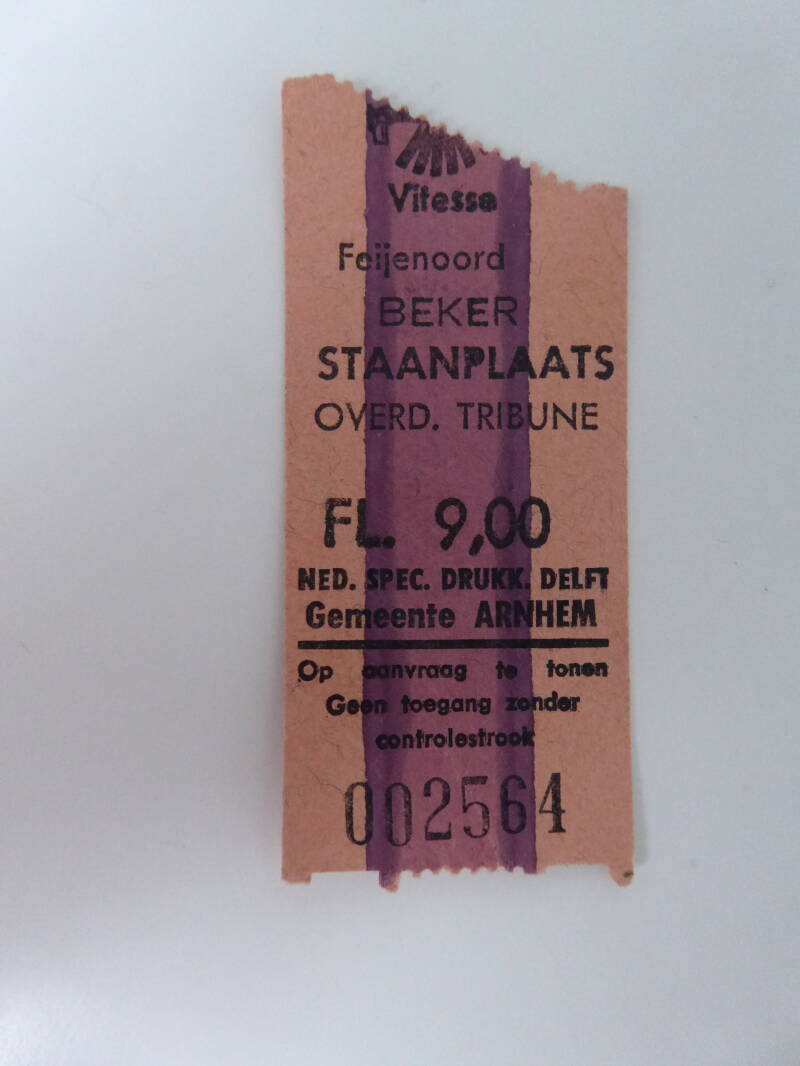 Vitesse
Feijenoord
BEKER
STAANPLAATS
OVERD. TRIBUNE
FL. 9,00
NED. SPEC. DRUKK. DELFT
Gemeente ARNHEM
Op aanvraag te tonen
Geen toegang zonder
controlestrook
002564